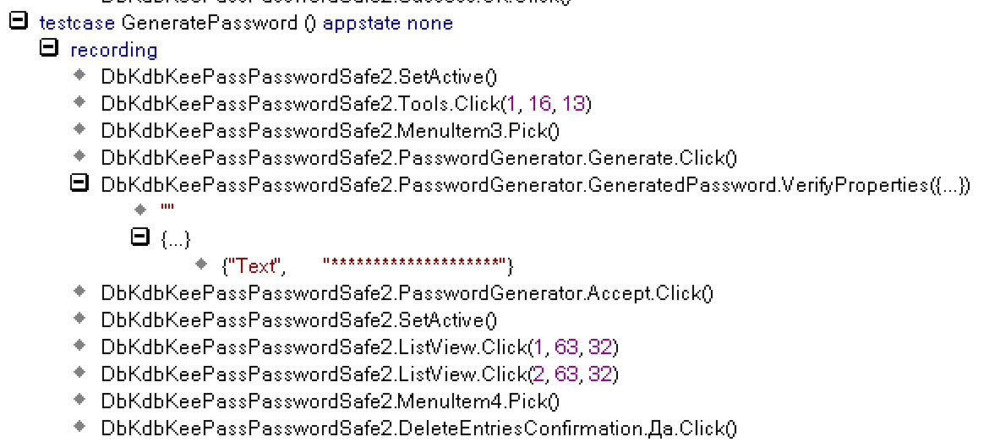 testcase GeneratePassword () appstate none
recording
DbKdbKeePassPasswordSafe2.SetActive()
DbKdbKeePassPasswordSafe2.Tools.Click(1, 16, 13)
DbKdbKeePassPasswordSafe2.MenuItem3.Pick()
DbKdbKeePassPasswordSafe2.PasswordGenerator.Generate.Click()
DbKdbKeePassPasswordSafe2.PasswordGenerator.GeneratedPassword.VerifyProperties({...})
""
{...}
{"Text", "********************"}
DbKdbKeePassPasswordSafe2.PasswordGenerator.Accept.Click()
DbKdbKeePassPasswordSafe2.SetActive()
DbKdbKeePassPasswordSafe2.ListView.Click(1, 63, 32)
DbKdbKeePassPasswordSafe2.ListView.Click(2, 63, 32)
DbKdbKeePassPasswordSafe2.MenuItem4.Pick()
DbKdbKeePassPasswordSafe2.DeleteEntriesConfirmation.Да.Click()